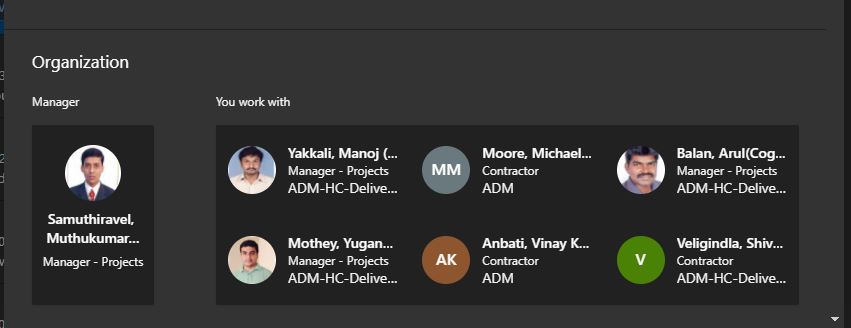 Organization
Manager
You work with
Samuthiravel,
Muthukumar...
Manager - Projects
Yakkali, Manoj (...
Manager - Projects
ADM-HC-Delive...
MM
Moore, Michael...
Contractor
ADM
Balan, Arul(Cog...
Manager - Projects
ADM-HC-Delive...
Mothey, Yugan...
Manager - Projects
ADM-HC-Delive...
AK
Anbati, Vinay K...
Contractor
ADM
V
Veligindla, Shiv...
Contractor
ADM-HC-Delive...